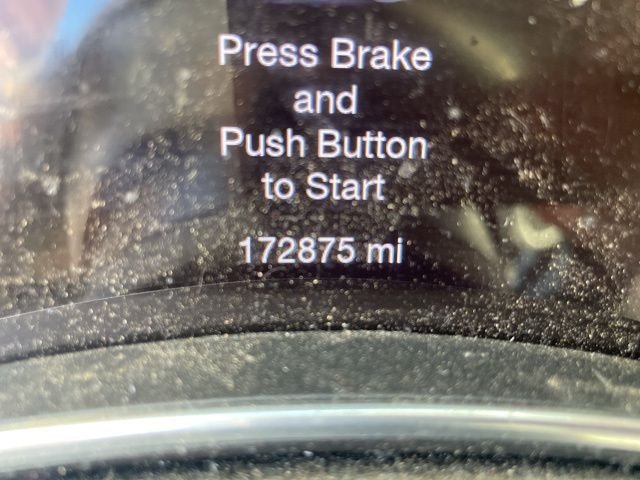 Press Brake
and
Push Button
to Start
172875 mi